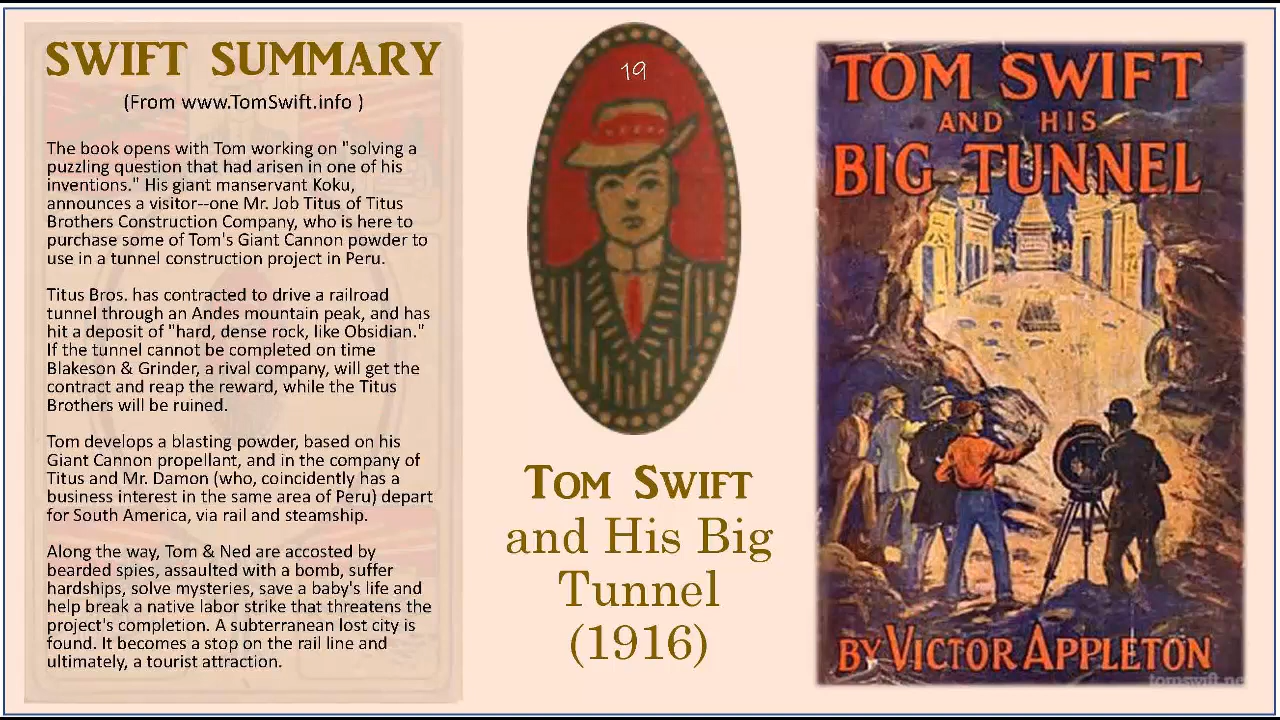 SWIFT SUMMARY
(From www.TomSwift.info )
The book opens with Tom working on "solving a
puzzling question that had arisen in one of his
inventions." His giant manservant Koku,
announces a visitor--one Mr. Job Titus of Titus
Brothers Construction Company, who is here to
purchase some of Tom's Giant Cannon powder to
use in a tunnel construction project in Peru.
Titus Bros. has contracted to drive a railroad
tunnel through an Andes mountain peak, and has
hit a deposit of "hard, dense rock, like Obsidian."
If the tunnel cannot be completed on time
Blakeson & Grinder, a rival company, will get the
contract and reap the reward, while the Titus
Brothers will be ruined.
Tom develops a blasting powder, based on his
Giant Cannon propellant, and in the company of
Titus and Mr. Damon (who, coincidently has a
business interest in the same area of Peru) depart
for South America, via rail and steamship.
Along the way, Tom & Ned are accosted by
bearded spies, assaulted with a bomb, suffer
hardships, solve mysteries, save a baby's life and
help break a native labor strike that threatens the
project's completion. A subterranean lost city is
found. It becomes a stop on the rail line and
ultimately, a tourist attraction.
19
TOM SWIFT
and His Big
Tunnel
(1916)
TOM SWIFT
AND HIS
BIG TUNNEL
BY VICTOR APPLETON
tomswift.ne